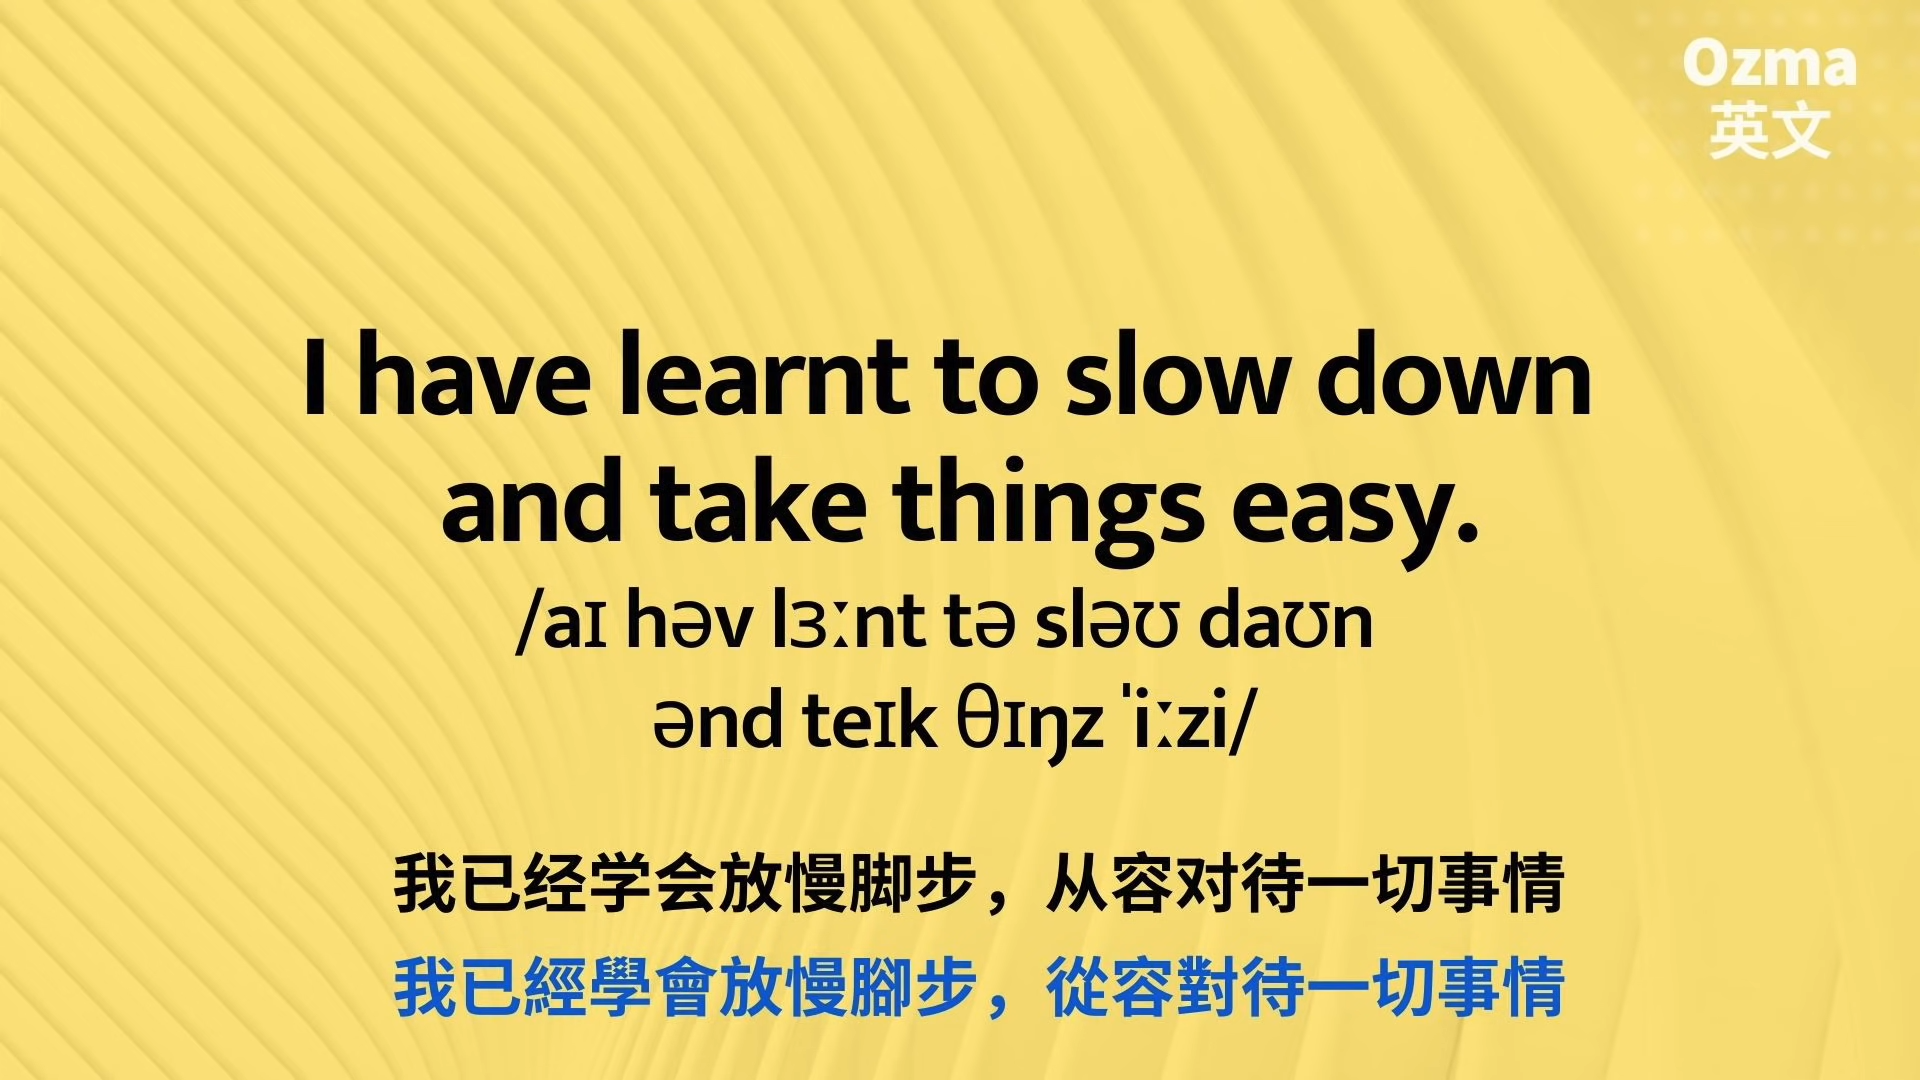 Ozma
英文
I have learnt to slow down
and take things easy.
/aɪ həv lɜːnt tə sləʊ daʊn
ənd teɪk θɪŋz ˈiːzi/
我已经学会放慢脚步，从容对待一切事情
我已經學會放慢腳步，從容對待一切事情